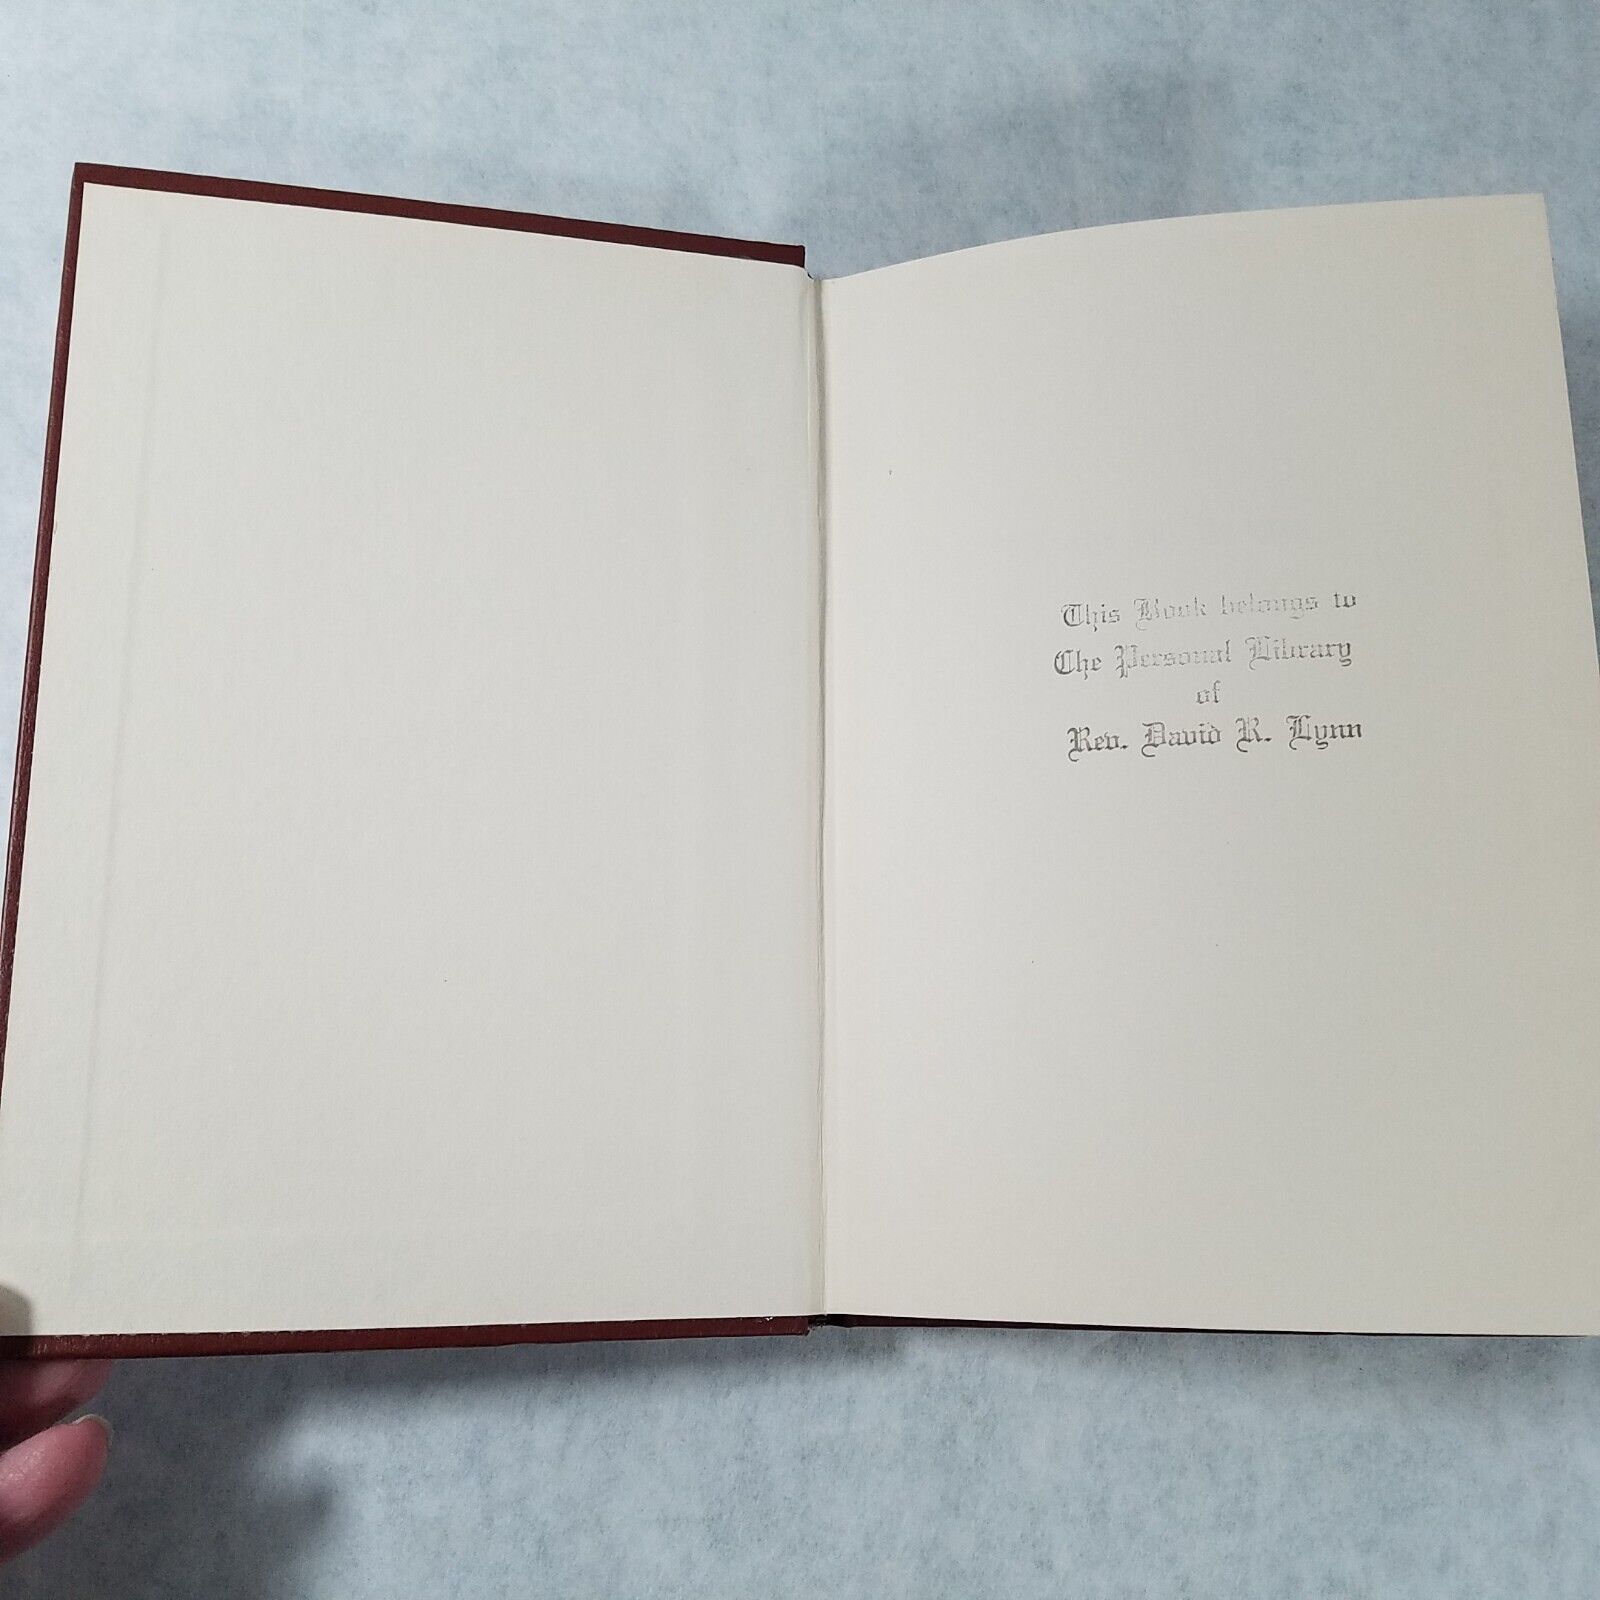 This Book belongs to
The Personal Library
of
Rev. David R. Lynn